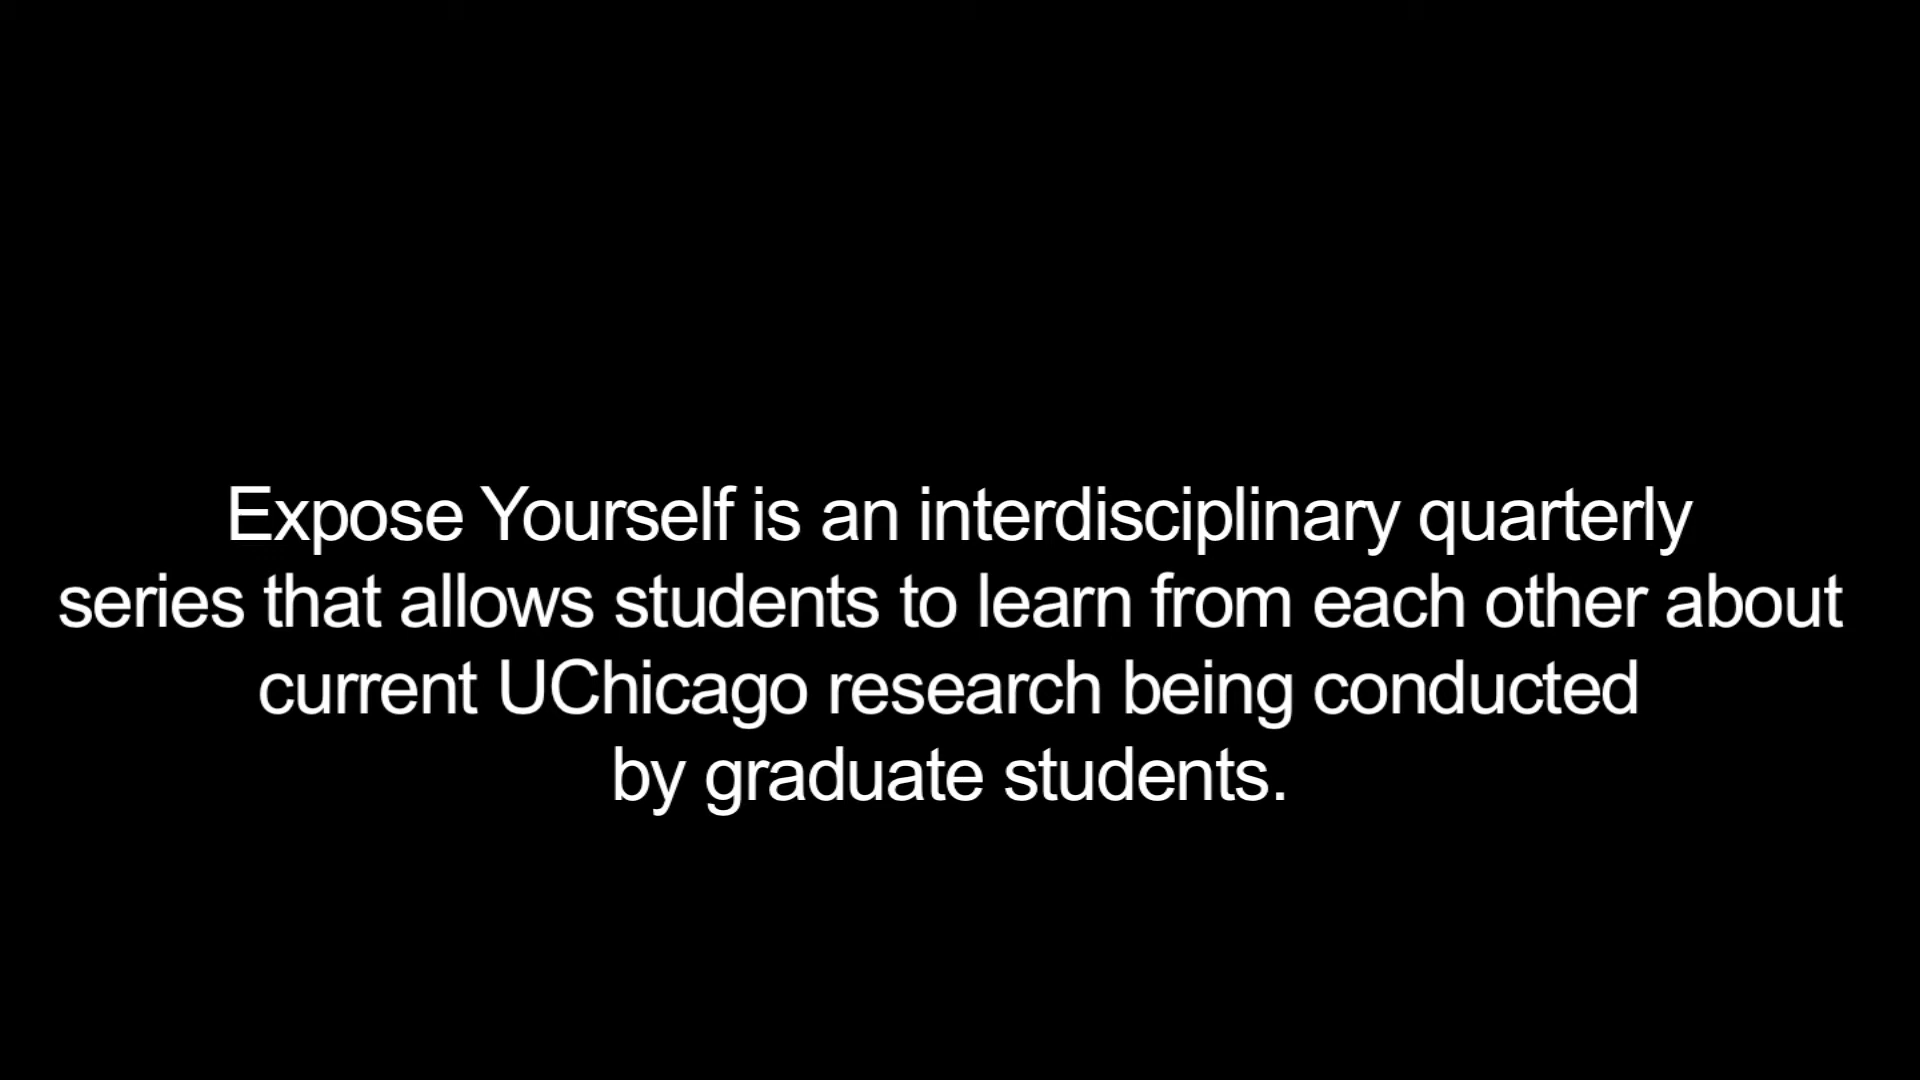 Expose Yourself is an interdisciplinary quarterly
series that allows students to learn from each other about
current UChicago research being conducted
by graduate students.